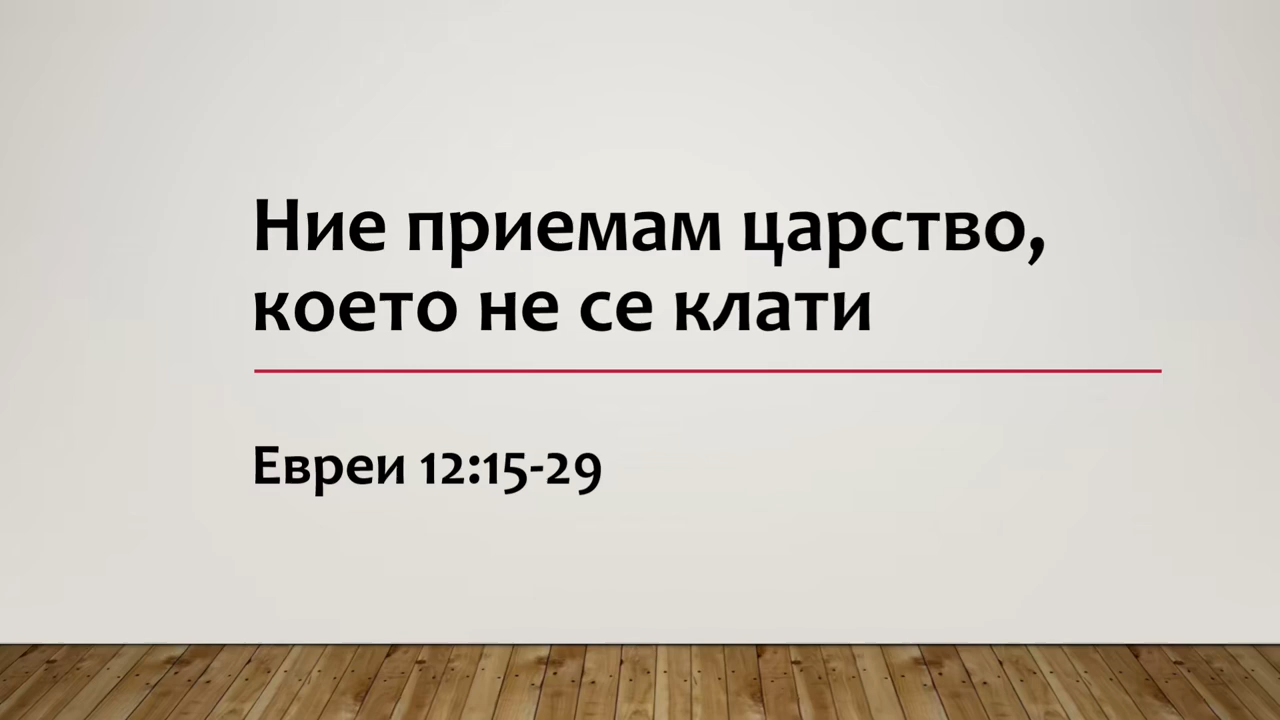 Ние приемам царство,
което не се клати
Евреи 12:15-29